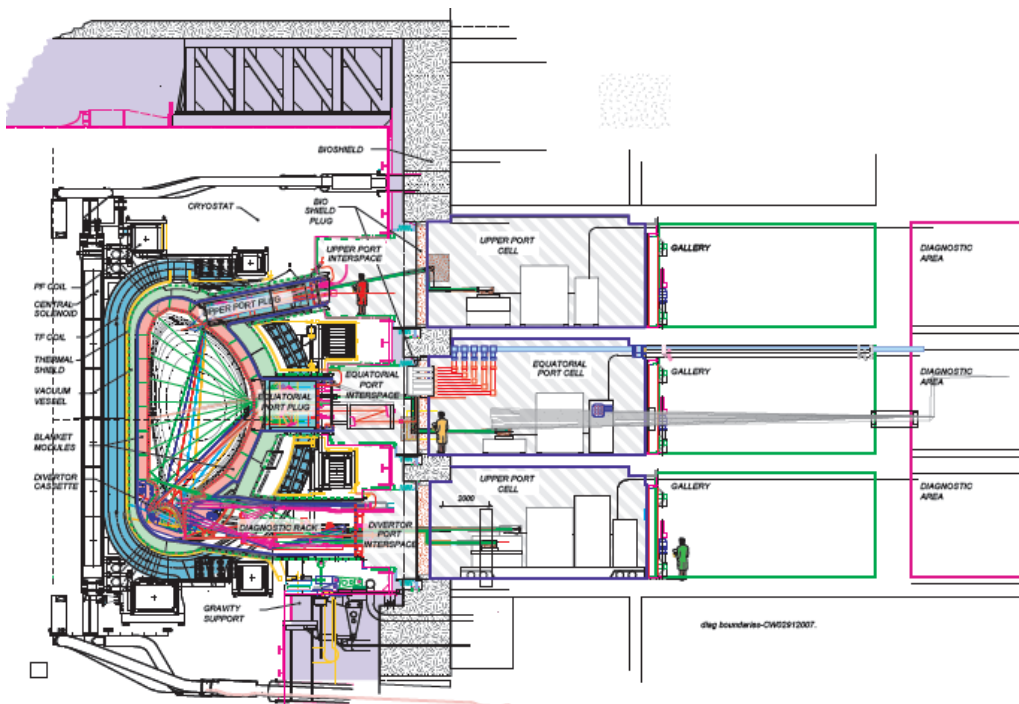 BIOSHIELD
CRYOSTAT
BIO
SHIELD
PLUG
UPPER PORT
INTERSPACE
UPPER PORT
CELL
GALLERY
DIAGNOSTIC
AREA
PF COIL
CENTRAL
SOLENOID
TF COIL
THERMAL
SHIELD
VACUUM
VESSEL
BLANKET
MODULES
DIVERTOR
CASSETTE
UPPER PORT PLUG
EQUATORIAL
PORT PLUG
EQUATORIAL
PORT
INTERSPACE
EQUATORIAL
PORT CELL
GALLERY
DIAGNOSTIC
AREA
DIAGNOSTIC RACK
DIVERTOR
PORT
INTERSPACE
2000
UPPER PORT
CELL
GALLERY
DIAGNOSTIC
AREA
GRAVITY
SUPPORT
diag boundaries-CW02912007.